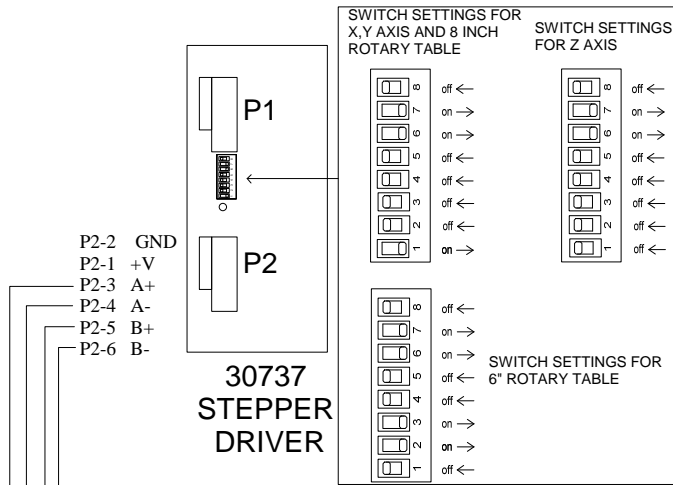 SWITCH SETTINGS FOR
X,Y AXIS AND 8 INCH
ROTARY TABLE
8 off
7 on
6 on
5 off
4 off
3 off
2 off
1 on
SWITCH SETTINGS
FOR Z AXIS
8 off
7 on
6 on
5 off
4 off
3 off
2 off
1 off
P1
P2
P2-2 GND
P2-1 +V
P2-3 A+
P2-4 A-
P2-5 B+
P2-6 B-
30737
STEPPER
DRIVER
8 off
7 on
6 on
5 off
4 off
3 on
2 on
1 off
SWITCH SETTINGS FOR
6" ROTARY TABLE